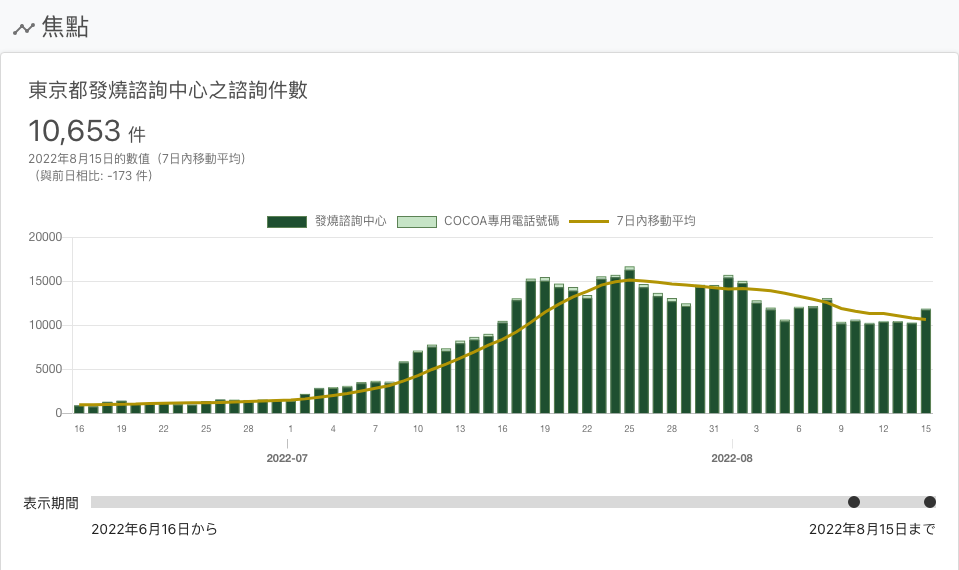 焦點
東京都發燒諮詢中心之諮詢件數
10,653 件
2022年8月15日的數值（7日內移動平均）
（與前日相比: -173 件）
發燒諮詢中心 COCOA專用電話號碼 7日內移動平均
20000
15000
10000
5000
0
16 19 22 25 28 1 4 7 10 13 16 19 22 25 28 31 3 6 9 12 15
2022-07 2022-08
表示期間
2022年6月16日から 2022年8月15日まで